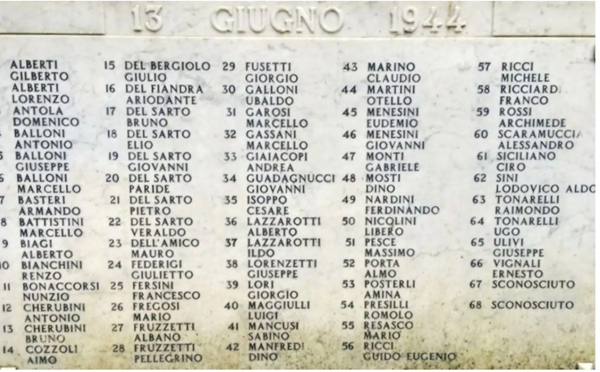 13 GIUGNO 1944
ALBERTI
GILBERTO
ALBERTI
LORENZO
ANTOLA
DOMENICO
BALLONI
ANTONIO
5 BALLONI
GIUSEPPE
6 BALLONI
MARCELLO
7 BASTERI
ARMANDO
8 BATTISTINI
MARCELLO
9 BIAGI
ALBERTO
10 BIANCHINI
RENZO
11 BONACCORSI
NUNZIO
12 CHERUBINI
ANTONIO
13 CHERUBINI
BRUNO
14 COZZOLI
AIMO
15 DEL BERGIOLO
GIULIO
16 DEL FIANDRA
ARIODANTE
17 DEL SARTO
BRUNO
18 DEL SARTO
ELIO
19 DEL SARTO
GIOVANNI
20 DEL SARTO
PARIDE
21 DEL SARTO
PIETRO
22 DEL SARTO
VERALDO
23 DELL'AMICO
MAURO
24 FEDERIGI
GIULIETTO
25 FERSINI
FRANCESCO
26 FREGOSI
MARIO
27 FRUZZETTI
ALBANO
28 FRUZZETTI
PELLEGRINO
29 FUSETTI
GIORGIO
30 GALLONI
UBALDO
31 GAROSI
MARCELLO
32 GASSANI
MARCELLO
33 GIAIACOPI
ANDREA
34 GUADAGNUCCI
GIOVANNI
35 ISOPPO
CESARE
36 LAZZAROTTI
ALBERTO
37 LAZZAROTTI
ILDO
38 LORENZETTI
GIUSEPPE
39 LORI
GIORGIO
40 MAGGIULLI
LUIGI
41 MANCUSI
SABINO
42 MANFREDI
DINO
43 MARINO
CLAUDIO
44 MARTINI
OTELLO
45 MENESINI
EUDEMIO
46 MENESINI
GIOVANNI
47 MONTI
GABRIELE
48 MOSTI
DINO
49 NARDINI
FERDINANDO
50 NICOLINI
LIBERO
51 PESCE
MASSIMO
52 PORTA
ALMO
53 POSTERLI
AMINA
54 PRESILLI
ROMOLO
55 RESASCO
MARIO
56 RICCI
GUIDO EUGENIO
57 RICCI
MICHELE
58 RICCIARDI
FRANCO
59 ROSSI
ARCHIMEDE
60 SCARAMUCCIA
ALESSANDRO
61 SICILIANO
CIRO
62 SINI
LODOVICO ALDO
63 TONARELLI
RAIMONDO
64 TONARELLI
UGO
65 ULIVI
GIUSEPPE
66 VIGNALI
ERNESTO
67 SCONOSCIUTO
68 SCONOSCIUTO